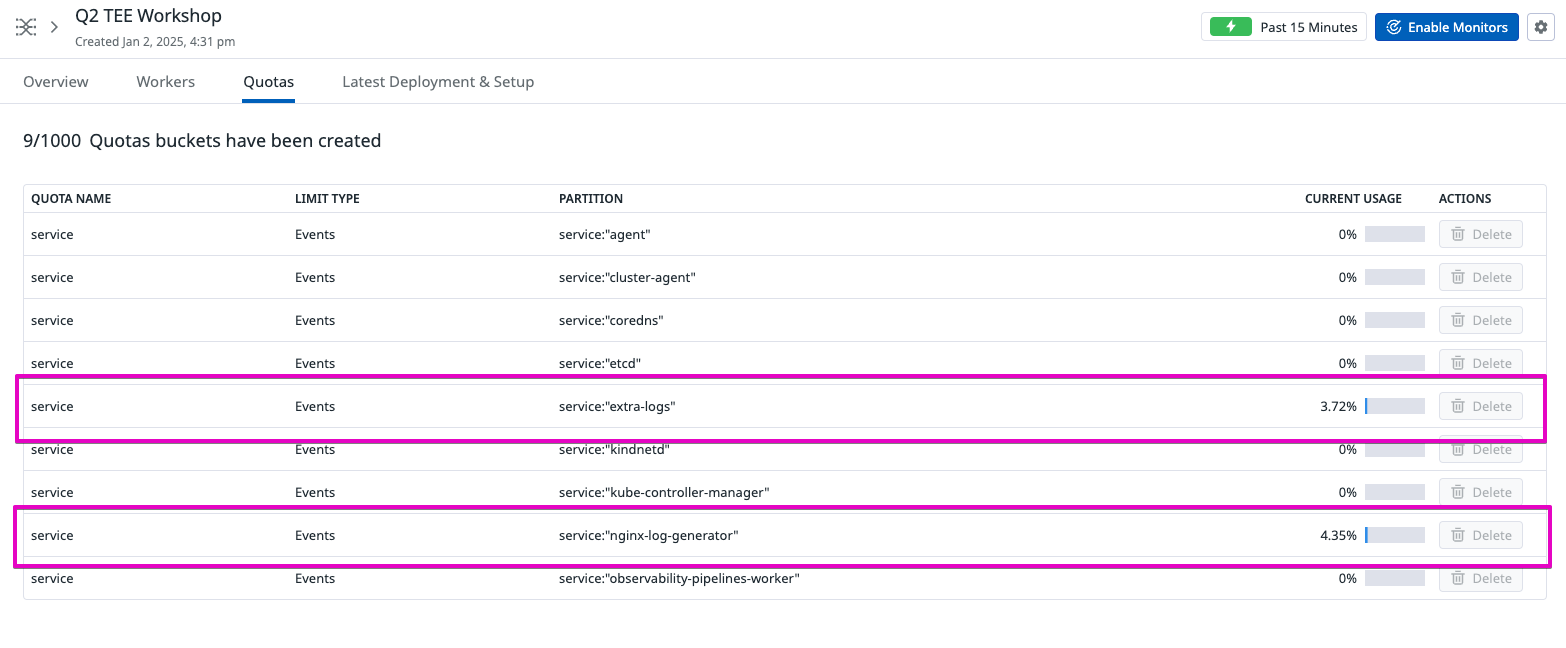 Q2 TEE Workshop
Created Jan 2, 2025, 4:31 pm
Past 15 Minutes
Enable Monitors
Overview Workers Quotas Latest Deployment & Setup
9/1000 Quotas buckets have been created
QUOTA NAME LIMIT TYPE PARTITION CURRENT USAGE ACTIONS
service Events service:"agent" 0% Delete
service Events service:"cluster-agent" 0% Delete
service Events service:"coredns" 0% Delete
service Events service:"etcd" 0% Delete
service Events service:"extra-logs" 3.72% Delete
service Events service:"kindnetd" 0% Delete
service Events service:"kube-controller-manager" 0% Delete
service Events service:"nginx-log-generator" 4.35% Delete
service Events service:"observability-pipelines-worker" 0% Delete